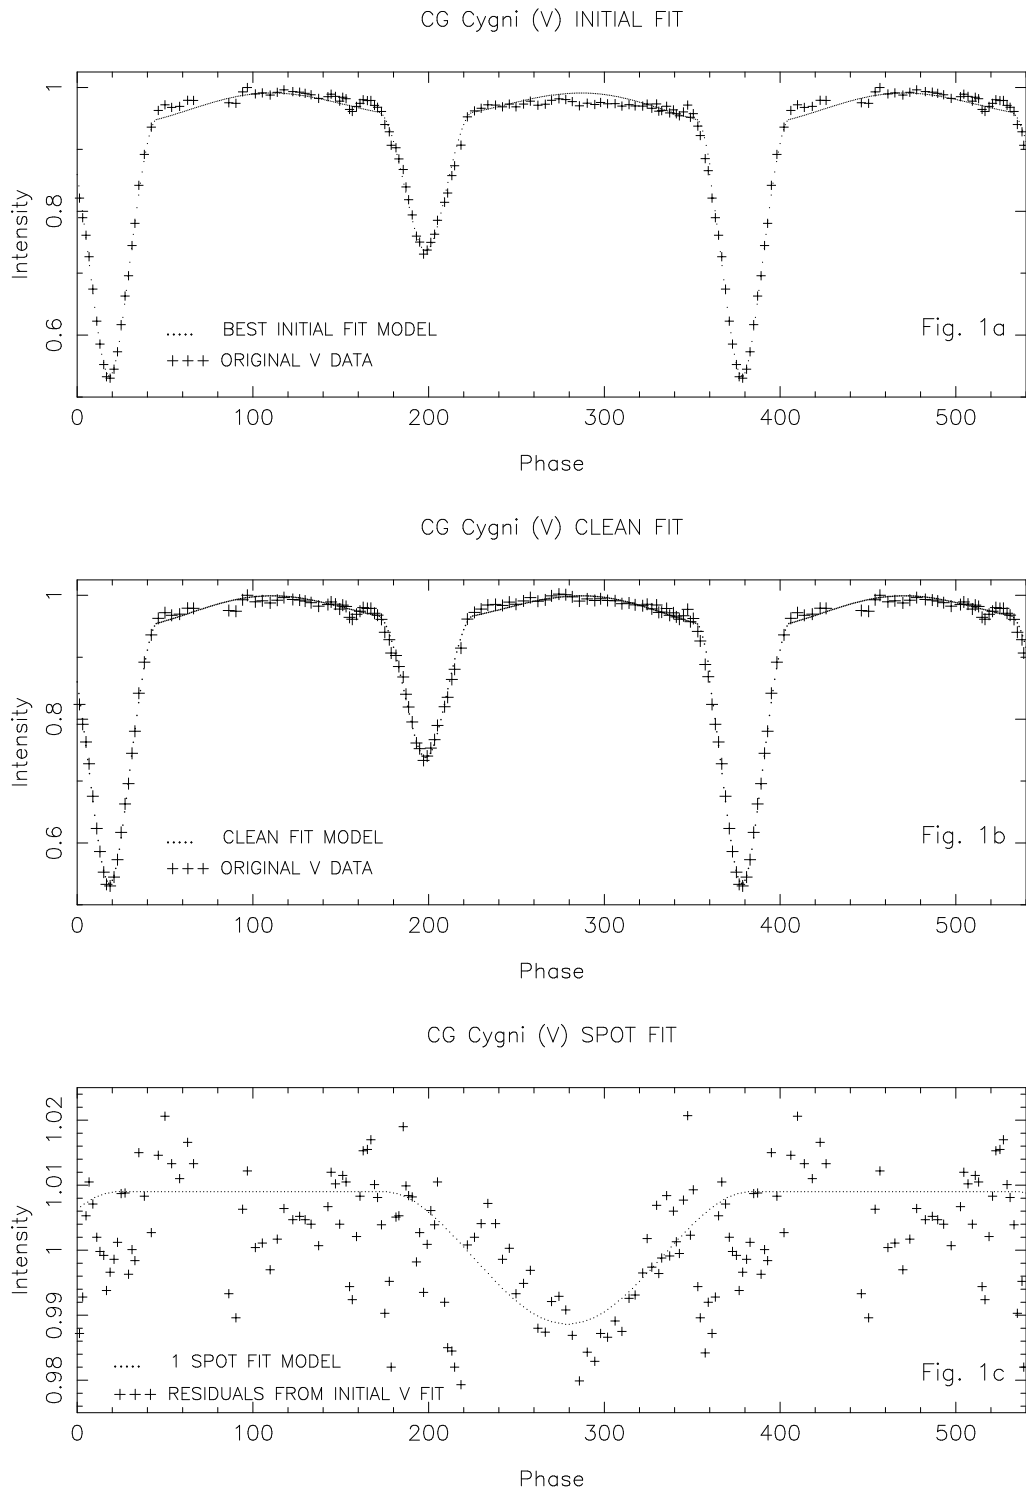 CG Cygni (V) INITIAL FIT
1
0.8
0.6
Intensity
..... BEST INITIAL FIT MODEL
+++ ORIGINAL V DATA
Fig. 1a
0 100 200 300 400 500
Phase
CG Cygni (V) CLEAN FIT
1
0.8
0.6
Intensity
..... CLEAN FIT MODEL
+++ ORIGINAL V DATA
Fig. 1b
0 100 200 300 400 500
Phase
CG Cygni (V) SPOT FIT
1.02
1.01
1
0.99
0.98
Intensity
..... 1 SPOT FIT MODEL
+++ RESIDUALS FROM INITIAL V FIT
Fig. 1c
0 100 200 300 400 500
Phase